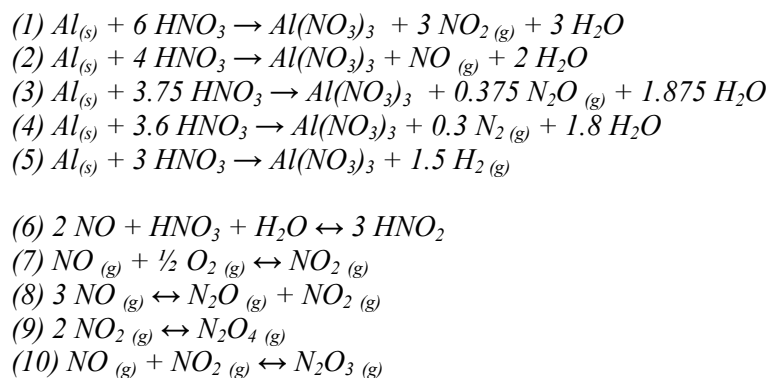 (1) Al(s) + 6 HNO3 → Al(NO3)3 + 3 NO2 (g) + 3 H2O
(2) Al(s) + 4 HNO3 → Al(NO3)3 + NO (g) + 2 H2O
(3) Al(s) + 3.75 HNO3 → Al(NO3)3 + 0.375 N2O (g) + 1.875 H2O
(4) Al(s) + 3.6 HNO3 → Al(NO3)3 + 0.3 N2 (g) + 1.8 H2O
(5) Al(s) + 3 HNO3 → Al(NO3)3 + 1.5 H2 (g)
(6) 2 NO + HNO3 + H2O ↔ 3 HNO2
(7) NO (g) + ½ O2 (g) ↔ NO2 (g)
(8) 3 NO (g) ↔ N2O (g) + NO2 (g)
(9) 2 NO2 (g) ↔ N2O4 (g)
(10) NO (g) + NO2 (g) ↔ N2O3 (g)